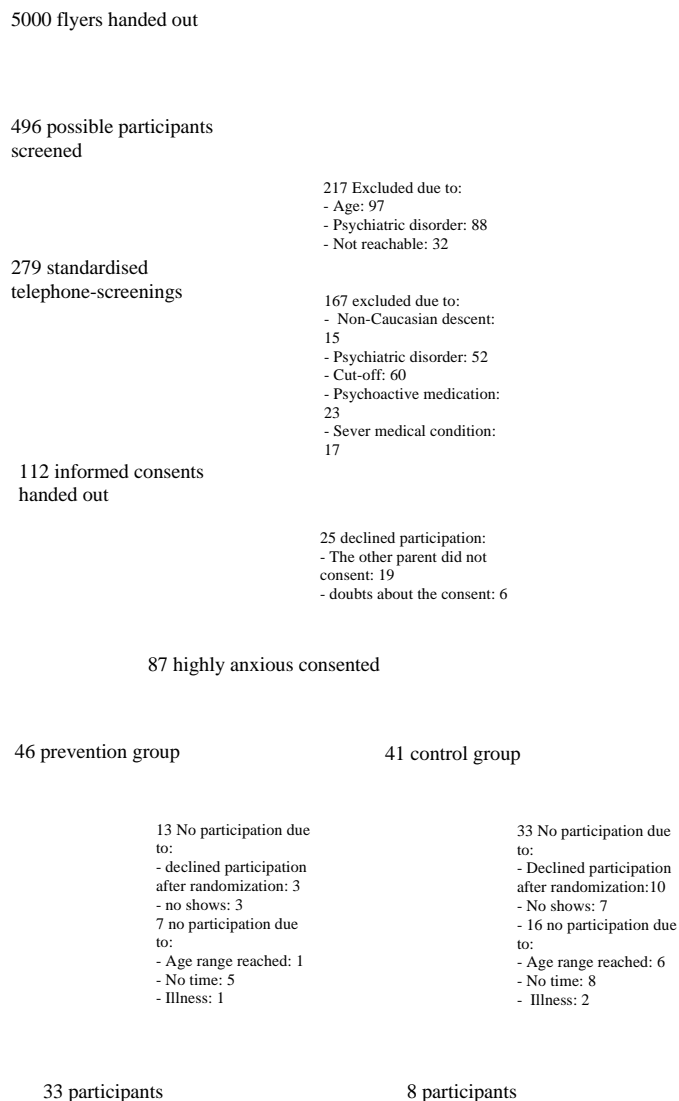 5000 flyers handed out
496 possible participants
screened
217 Excluded due to:
- Age: 97
- Psychiatric disorder: 88
- Not reachable: 32
279 standardised
telephone-screenings
167 excluded due to:
- Non-Caucasian descent:
15
- Psychiatric disorder: 52
- Cut-off: 60
- Psychoactive medication:
23
- Sever medical condition:
17
112 informed consents
handed out
25 declined participation:
- The other parent did not
consent: 19
- doubts about the consent: 6
87 highly anxious consented
46 prevention group
41 control group
13 No participation due
to:
- declined participation
after randomization: 3
- no shows: 3
7 no participation due
to:
- Age range reached: 1
- No time: 5
- Illness: 1
33 No participation due
to:
- Declined participation
after randomization:10
- No shows: 7
- 16 no participation due
to:
- Age range reached: 6
- No time: 8
- Illness: 2
33 participants
8 participants